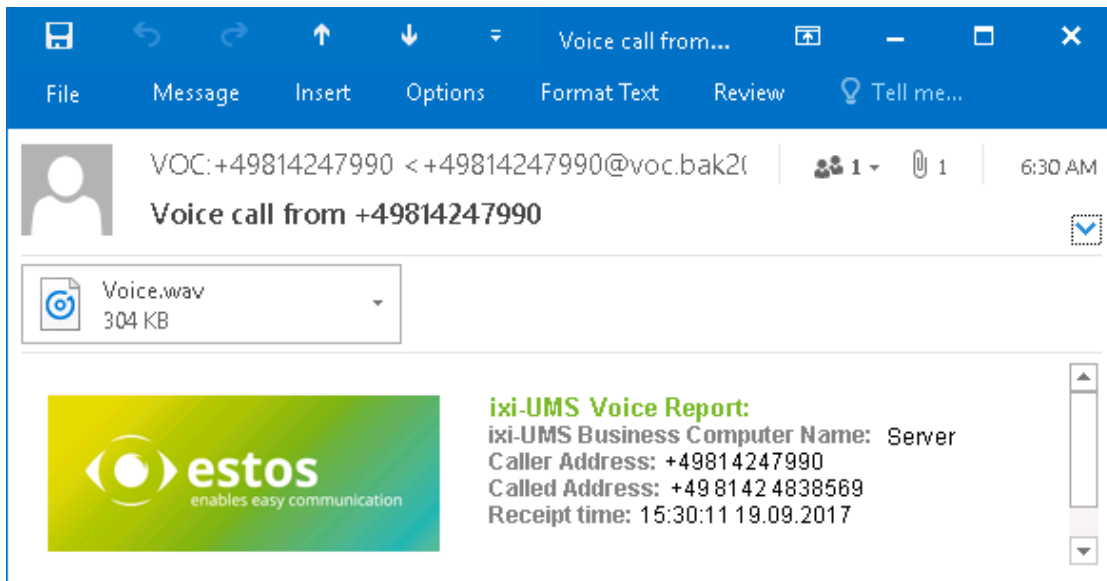 Voice call from...
File Message Insert Options Format Text Review Tell me...
VOC:+49814247990 <+49814247990@voc.bak2( 1 1 6:30 AM
Voice call from +49814247990
Voice.wav
304 KB
estos
enables easy communication
ixi-UMS Voice Report:
ixi-UMS Business Computer Name: Server
Caller Address: +49814247990
Called Address: +49 8142 4838569
Receipt time: 15:30:11 19.09.2017